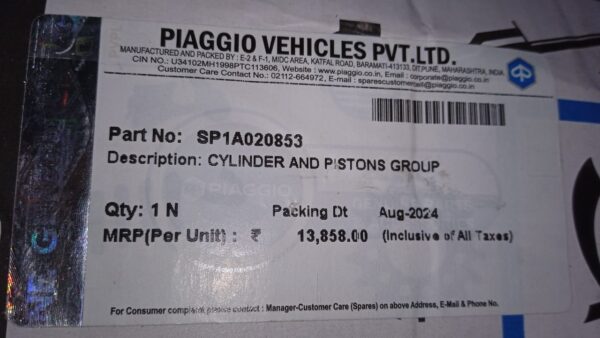 PIAGGIO VEHICLES PVT.LTD.
MANUFACTURED AND PACKED BY: E-2 & F-1, MIDC AREA, KATFAL ROAD, BARAMATI-413133, DIT.PUNE, MAHARASHTRA, INDIA.
CIN NO.: U34102MH1998PTC113606, Website : www.piaggio.co.in, Email : corporate@piaggio.co.in
Customer Care Contact No.: 02112-664972, E-mail : sparescustomercell@piaggio.co.in
Part No: SP1A020853
Description: CYLINDER AND PISTONS GROUP
PIAGGIO
Qty: 1 N Packing Dt Aug-2024
MRP(Per Unit) : ₹ 13,858.00 (Inclusive of All Taxes)
For Consumer complaint please contact : Manager-Customer Care (Spares) on above Address, E-Mail & Phone No.